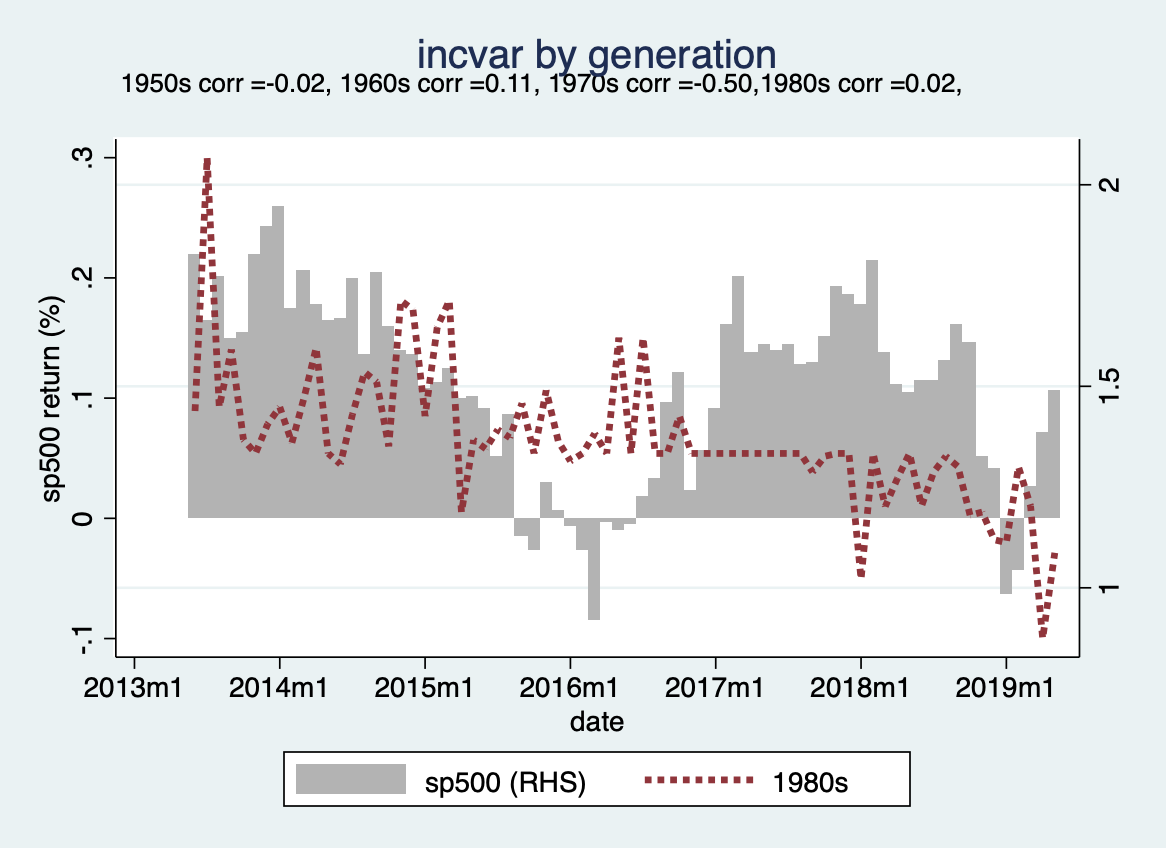 incvar by generation
1950s corr =-0.02, 1960s corr =0.11, 1970s corr =-0.50,1980s corr =0.02,
.3
.2
.1
0
-.1
sp500 return (%)
2
1.5
1
2013m1 2014m1 2015m1 2016m1 2017m1 2018m1 2019m1
date
sp500 (RHS) 1980s